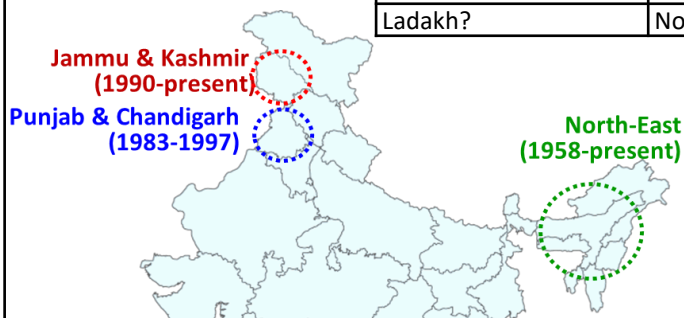 Ladakh? No
Jammu & Kashmir
(1990-present)
Punjab & Chandigarh
(1983-1997)
North-East
(1958-present)